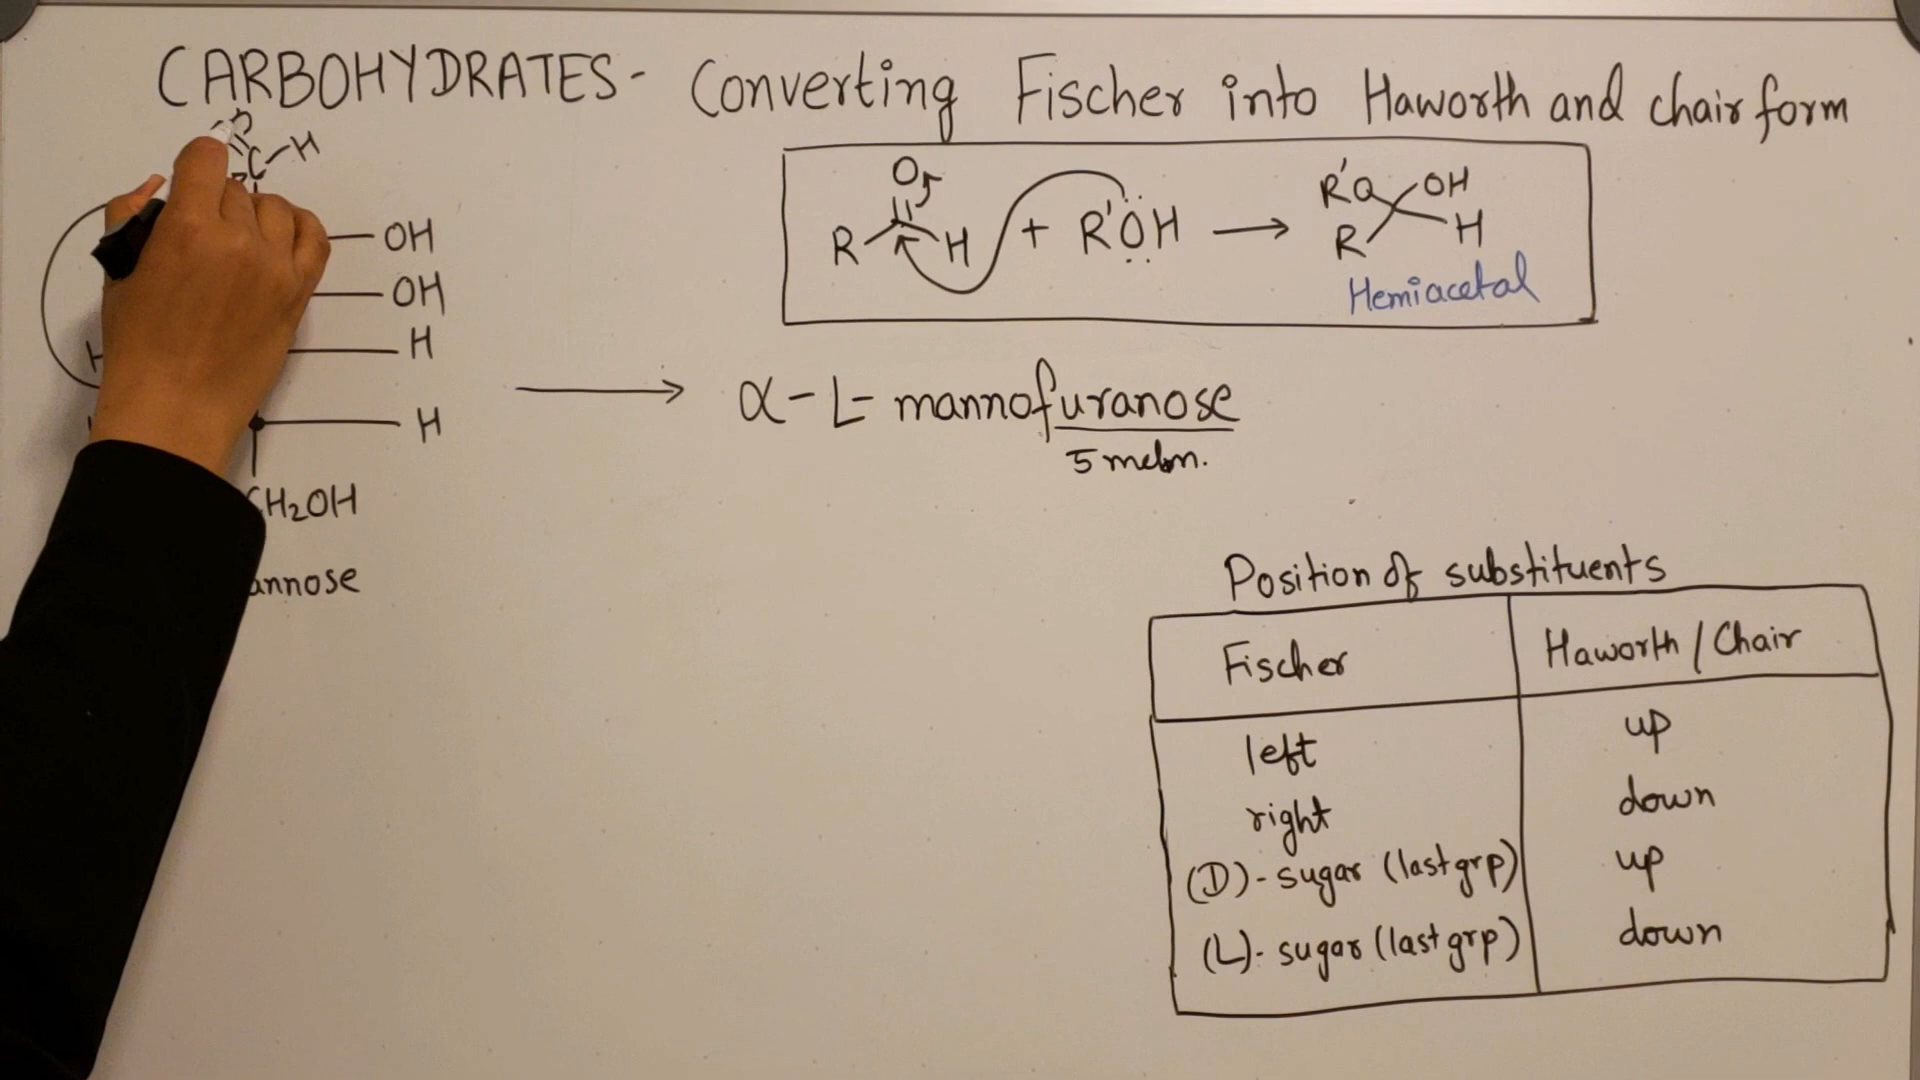 CARBOHYDRATES - Converting Fischer into Haworth and chair form
O
C H
OH
OH
H
H
CH₂OH
annose
O
R H + R'ÖH → R'O OH
R H
Hemiacetal
α - L - mannofuranose
5 mem.
Position of substituents
Fischer Haworth / Chair
left up
right down
(D)- sugar (last grp) up
(L)- sugar (last grp) down